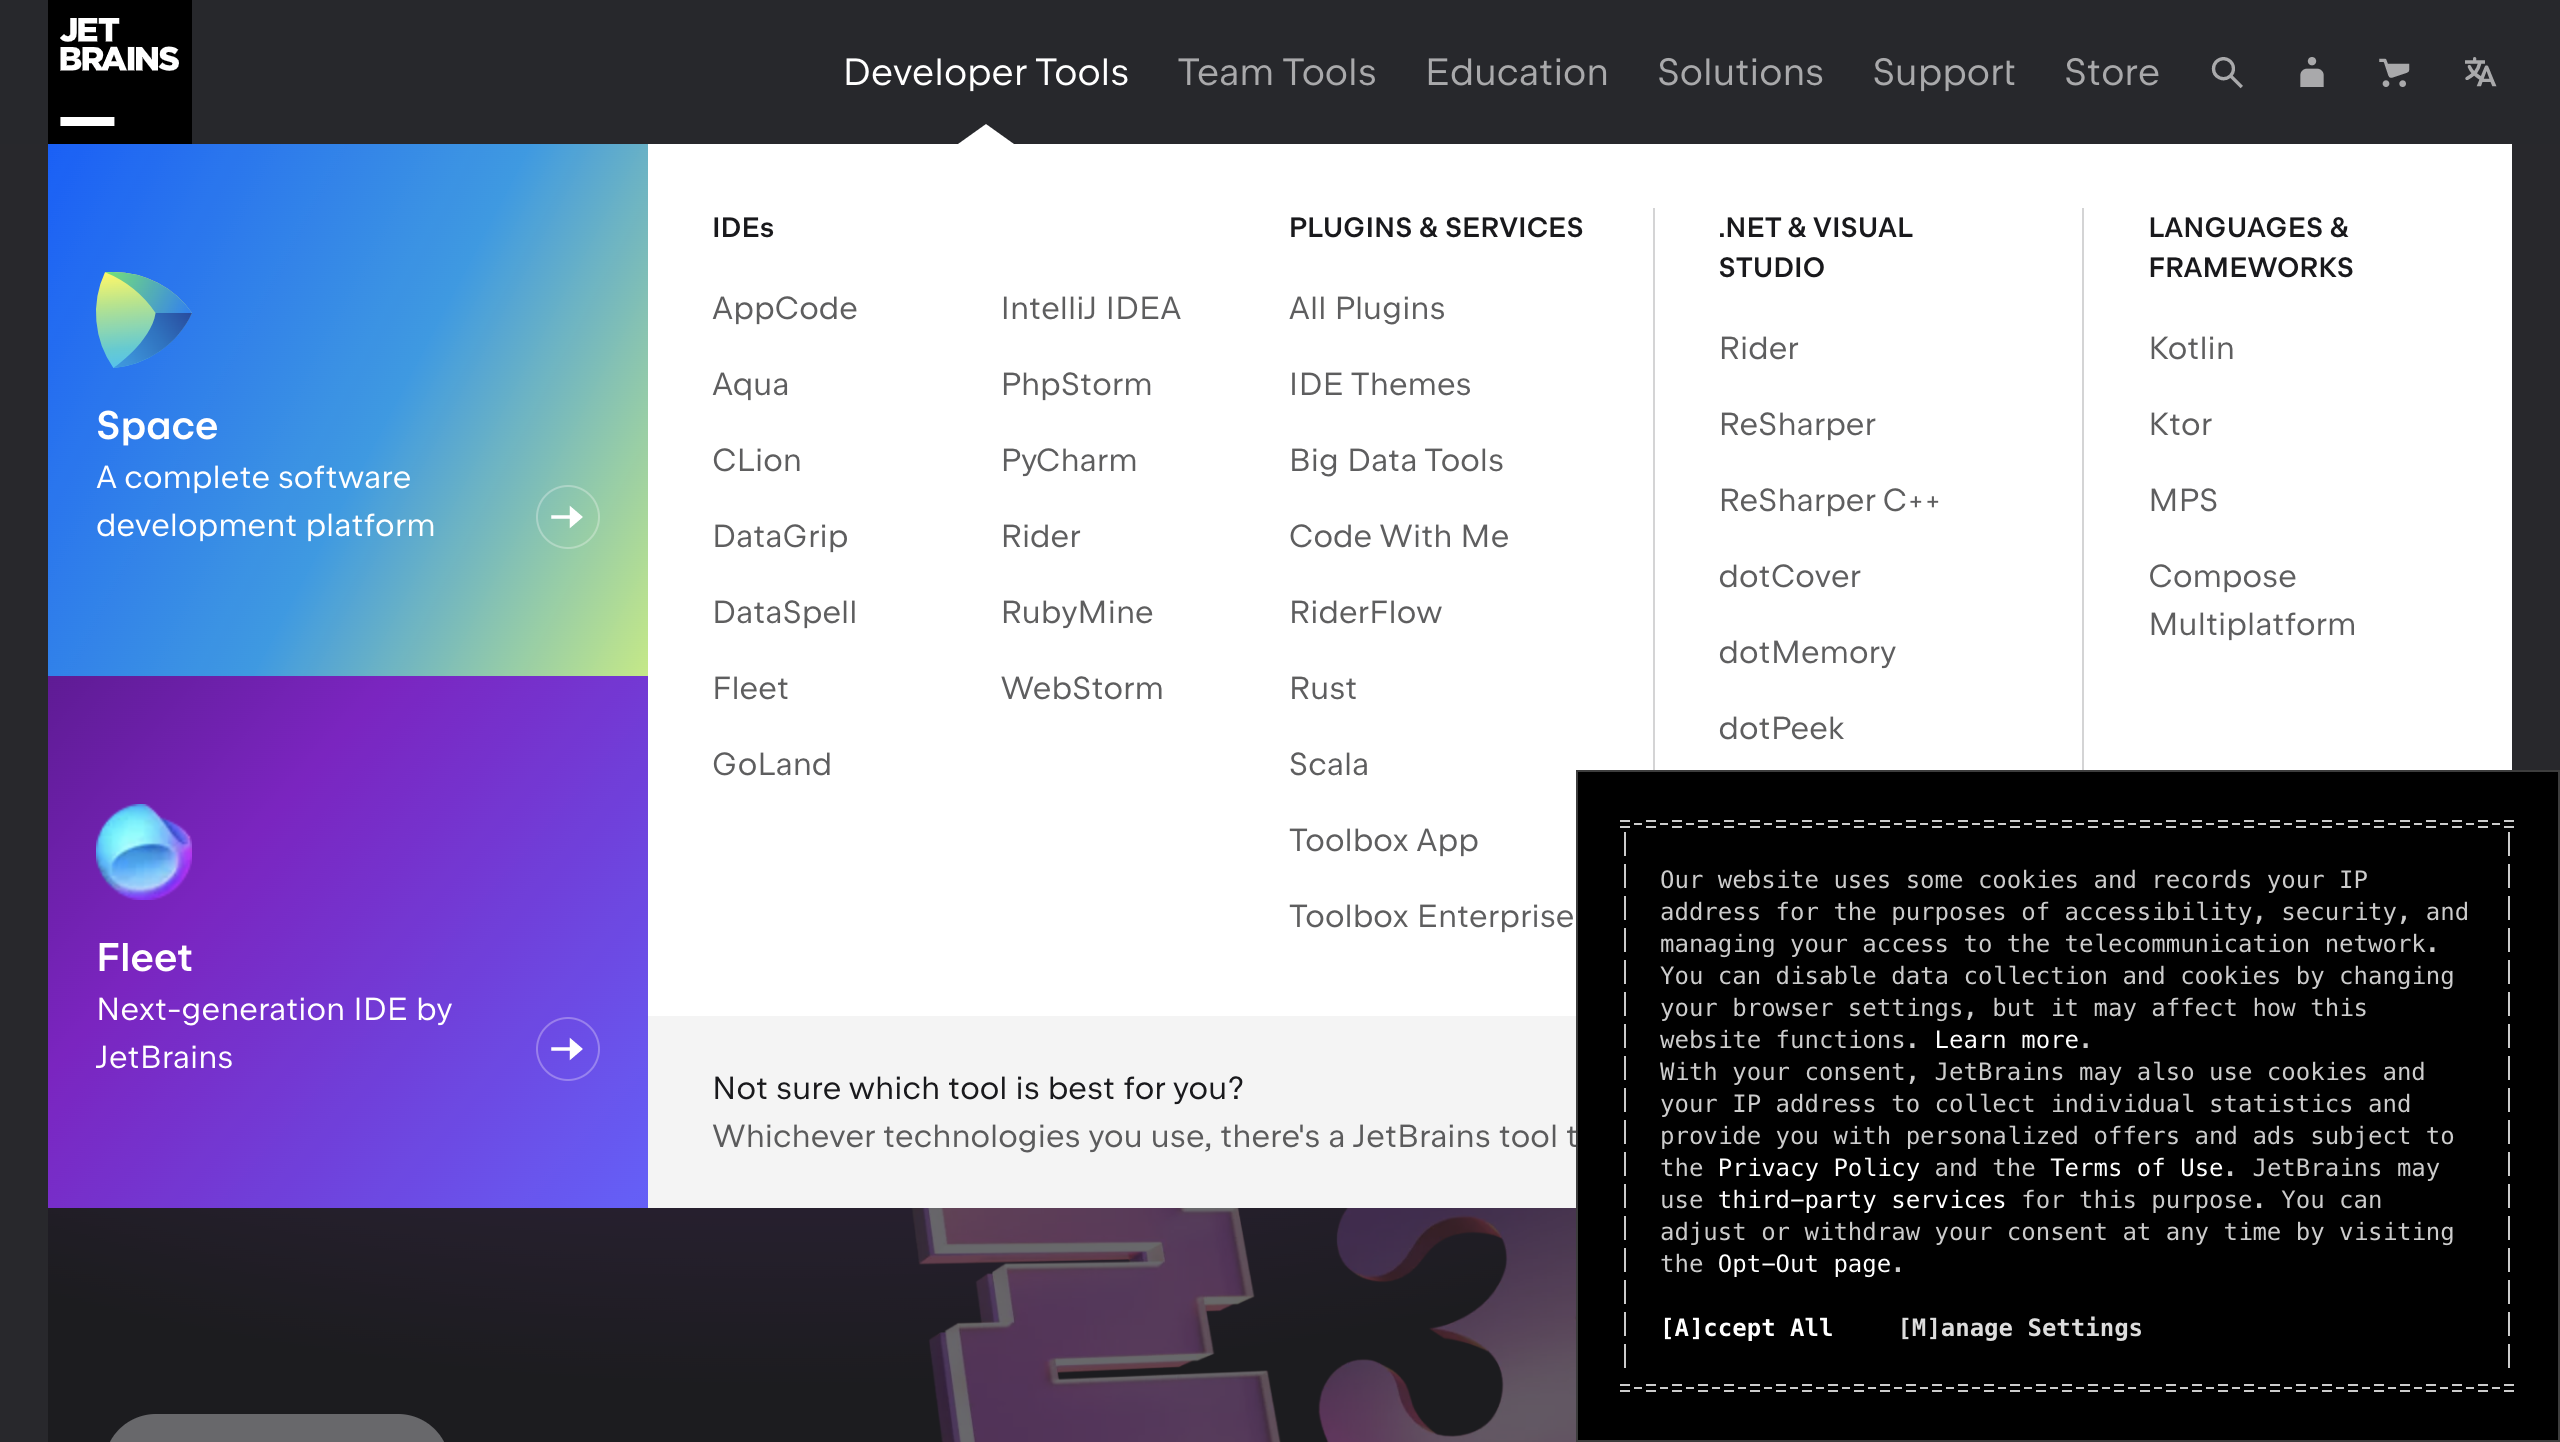 JET
BRAINS
Developer Tools
Team Tools
Education
Solutions
Support
Store
Space
A complete software
development platform
Fleet
Next-generation IDE by
JetBrains
IDEs
AppCode
Aqua
CLion
DataGrip
DataSpell
Fleet
GoLand
IntelliJ IDEA
PhpStorm
PyCharm
Rider
RubyMine
WebStorm
PLUGINS & SERVICES
All Plugins
IDE Themes
Big Data Tools
Code With Me
RiderFlow
Rust
Scala
Toolbox App
Toolbox Enterprise
.NET & VISUAL
STUDIO
Rider
ReSharper
ReSharper C++
dotCover
dotMemory
dotPeek
LANGUAGES &
FRAMEWORKS
Kotlin
Ktor
MPS
Compose
Multiplatform
Not sure which tool is best for you?
Whichever technologies you use, there's a JetBrains tool
Our website uses some cookies and records your IP
address for the purposes of accessibility, security, and
managing your access to the telecommunication network.
You can disable data collection and cookies by changing
your browser settings, but it may affect how this
website functions. Learn more.
With your consent, JetBrains may also use cookies and
your IP address to collect individual statistics and
provide you with personalized offers and ads subject to
the Privacy Policy and the Terms of Use. JetBrains may
use third-party services for this purpose. You can
adjust or withdraw your consent at any time by visiting
the Opt-Out page.
[A]ccept All
[M]anage Settings